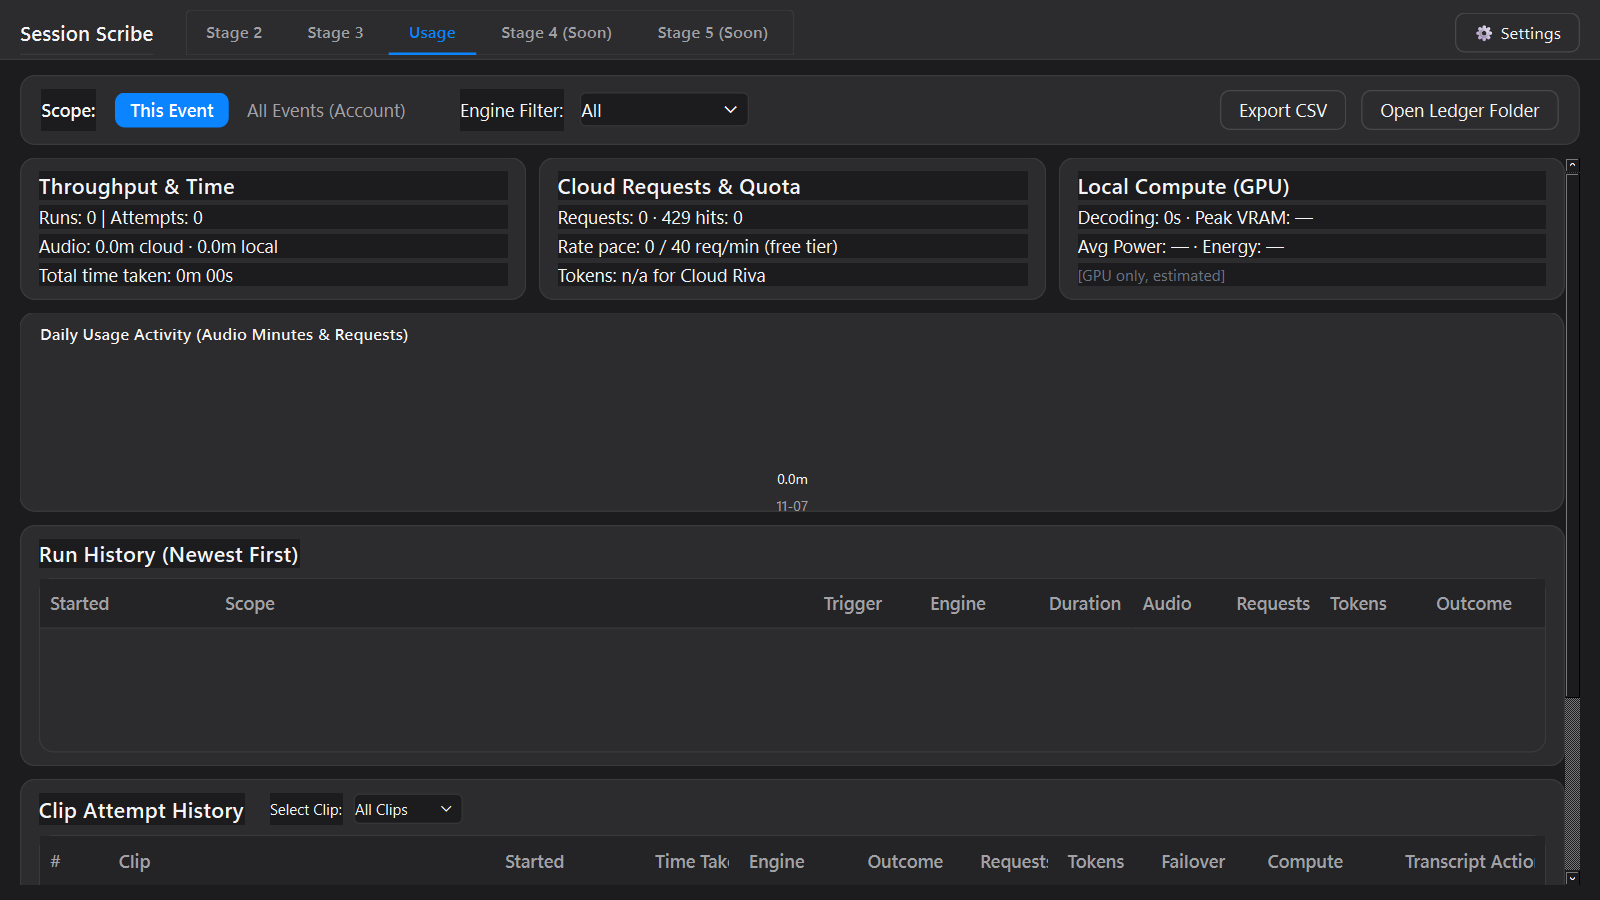 Session Scribe
Stage 2
Stage 3
Usage
Stage 4 (Soon)
Stage 5 (Soon)
Settings
Scope:
This Event
All Events (Account)
Engine Filter:
All
Export CSV
Open Ledger Folder
Throughput & Time
Runs: 0 | Attempts: 0
Audio: 0.0m cloud · 0.0m local
Total time taken: 0m 00s
Cloud Requests & Quota
Requests: 0 · 429 hits: 0
Rate pace: 0 / 40 req/min (free tier)
Tokens: n/a for Cloud Riva
Local Compute (GPU)
Decoding: 0s · Peak VRAM: —
Avg Power: — · Energy: —
[GPU only, estimated]
Daily Usage Activity (Audio Minutes & Requests)
0.0m
11-07
Run History (Newest First)
Started Scope Trigger Engine Duration Audio Requests Tokens Outcome
Clip Attempt History
Select Clip:
All Clips
# Clip Started Time Tak Engine Outcome Requests Tokens Failover Compute Transcript Actio